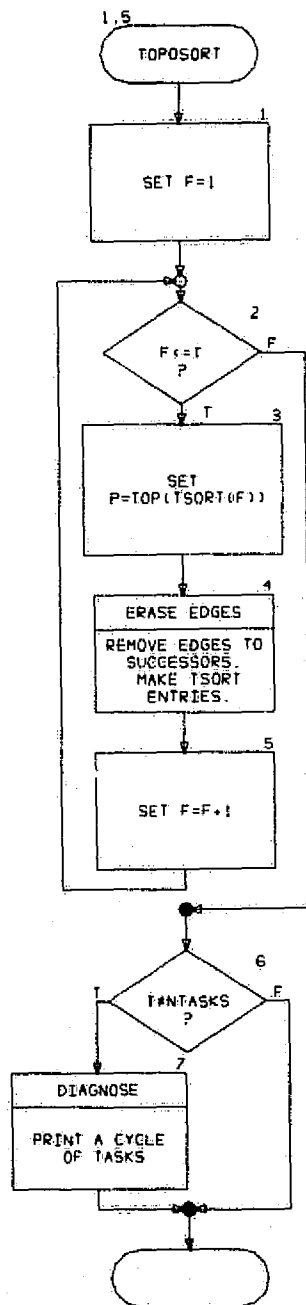 1,5
TOPOSORT
1
SET F=1
2
F<=T
?
F
T
3
SET
P=TOP(TSORT(F))
4
ERASE EDGES
REMOVE EDGES TO
SUCCESSORS.
MAKE TSORT
ENTRIES.
5
SET F=F+1
6
T≠NTASKS
?
T
F
7
DIAGNOSE
PRINT A CYCLE
OF TASKS